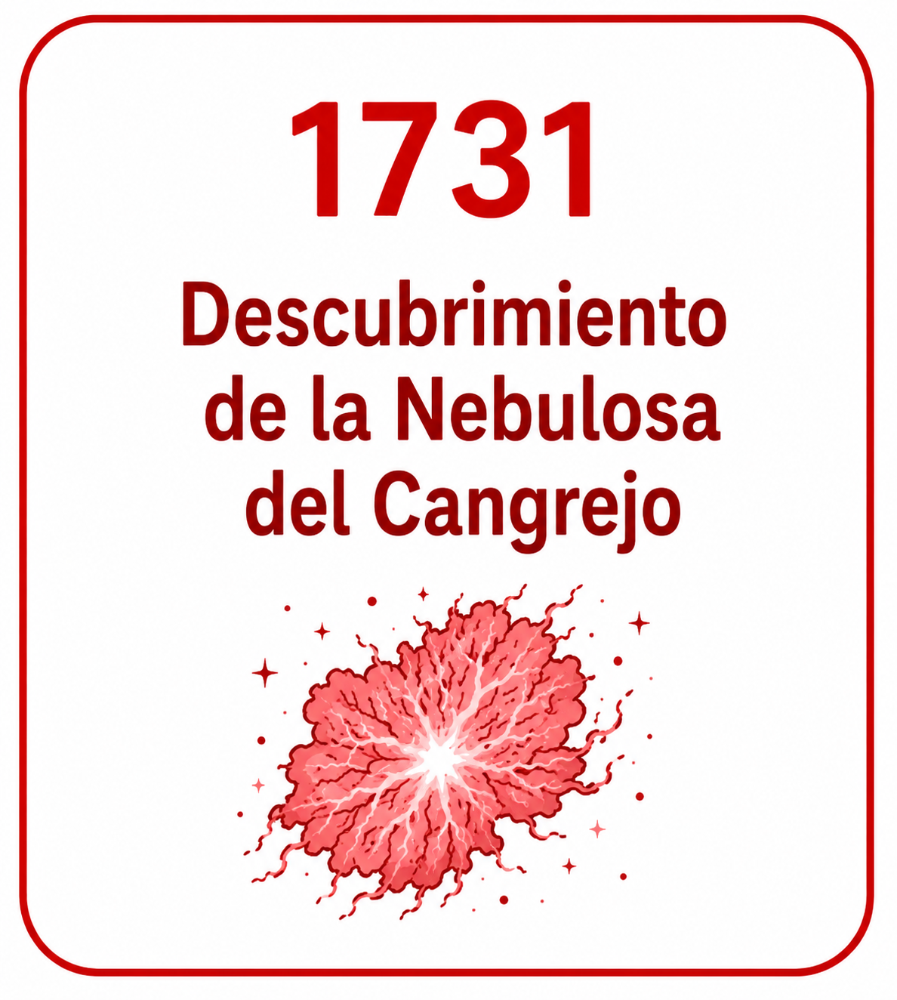 1731
Descubrimiento
de la Nebulosa
del Cangrejo